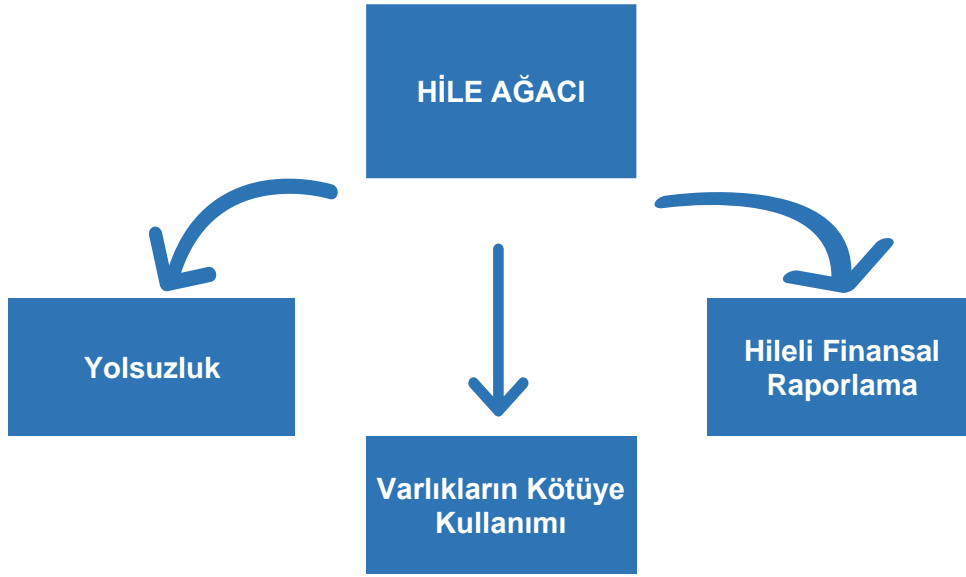 HİLE AĞACI
Yolsuzluk
Varlıkların Kötüye
Kullanımı
Hileli Finansal
Raporlama